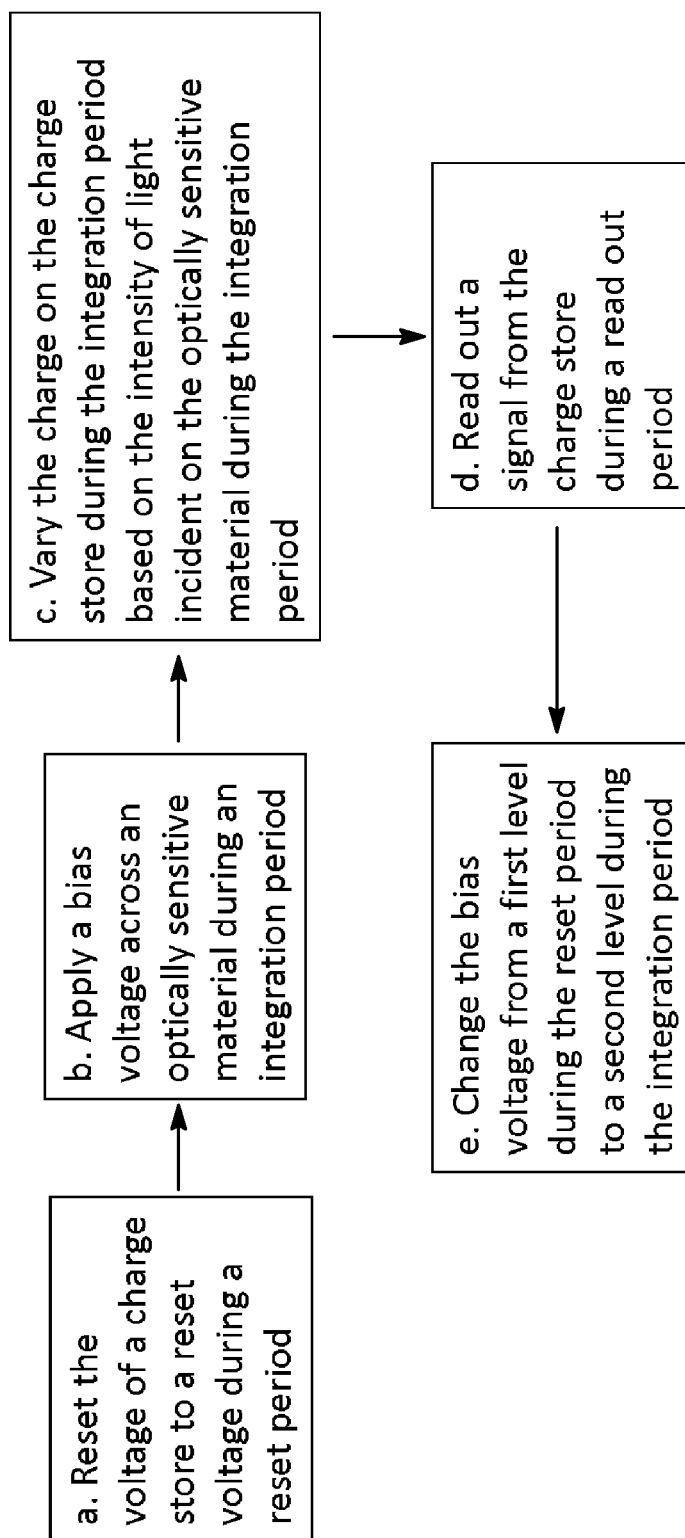 a. Reset the
voltage of a charge
store to a reset
voltage during a
reset period
b. Apply a bias
voltage across an
optically sensitive
material during an
integration period
c. Vary the charge on the charge
store during the integration period
based on the intensity of light
incident on the optically sensitive
material during the integration
period
d. Read out a
signal from the
charge store
during a read out
period
e. Change the bias
voltage from a first level
during the reset period
to a second level during
the integration period